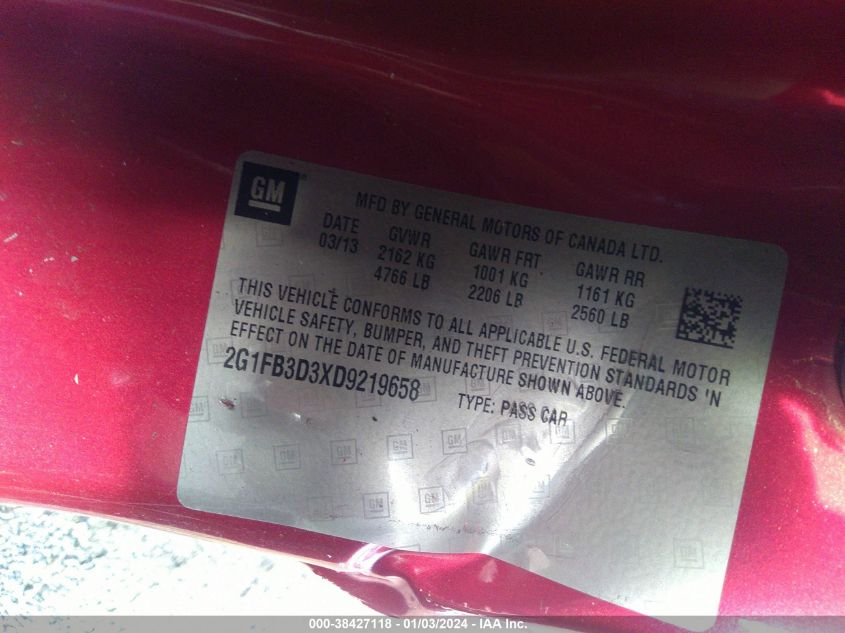 GM
MFD BY GENERAL MOTORS OF CANADA LTD.
DATE GVWR GAWR FRT GAWR RR
03/13 2162 KG 1001 KG 1161 KG
4766 LB 2206 LB 2560 LB
THIS VEHICLE CONFORMS TO ALL APPLICABLE U.S. FEDERAL MOTOR
VEHICLE SAFETY, BUMPER, AND THEFT PREVENTION STANDARDS 'N
EFFECT ON THE DATE OF MANUFACTURE SHOWN ABOVE.
2G1FB3D3XD9219658 TYPE: PASS CAR
000-38427118 - 01/03/2024 - IAA Inc.